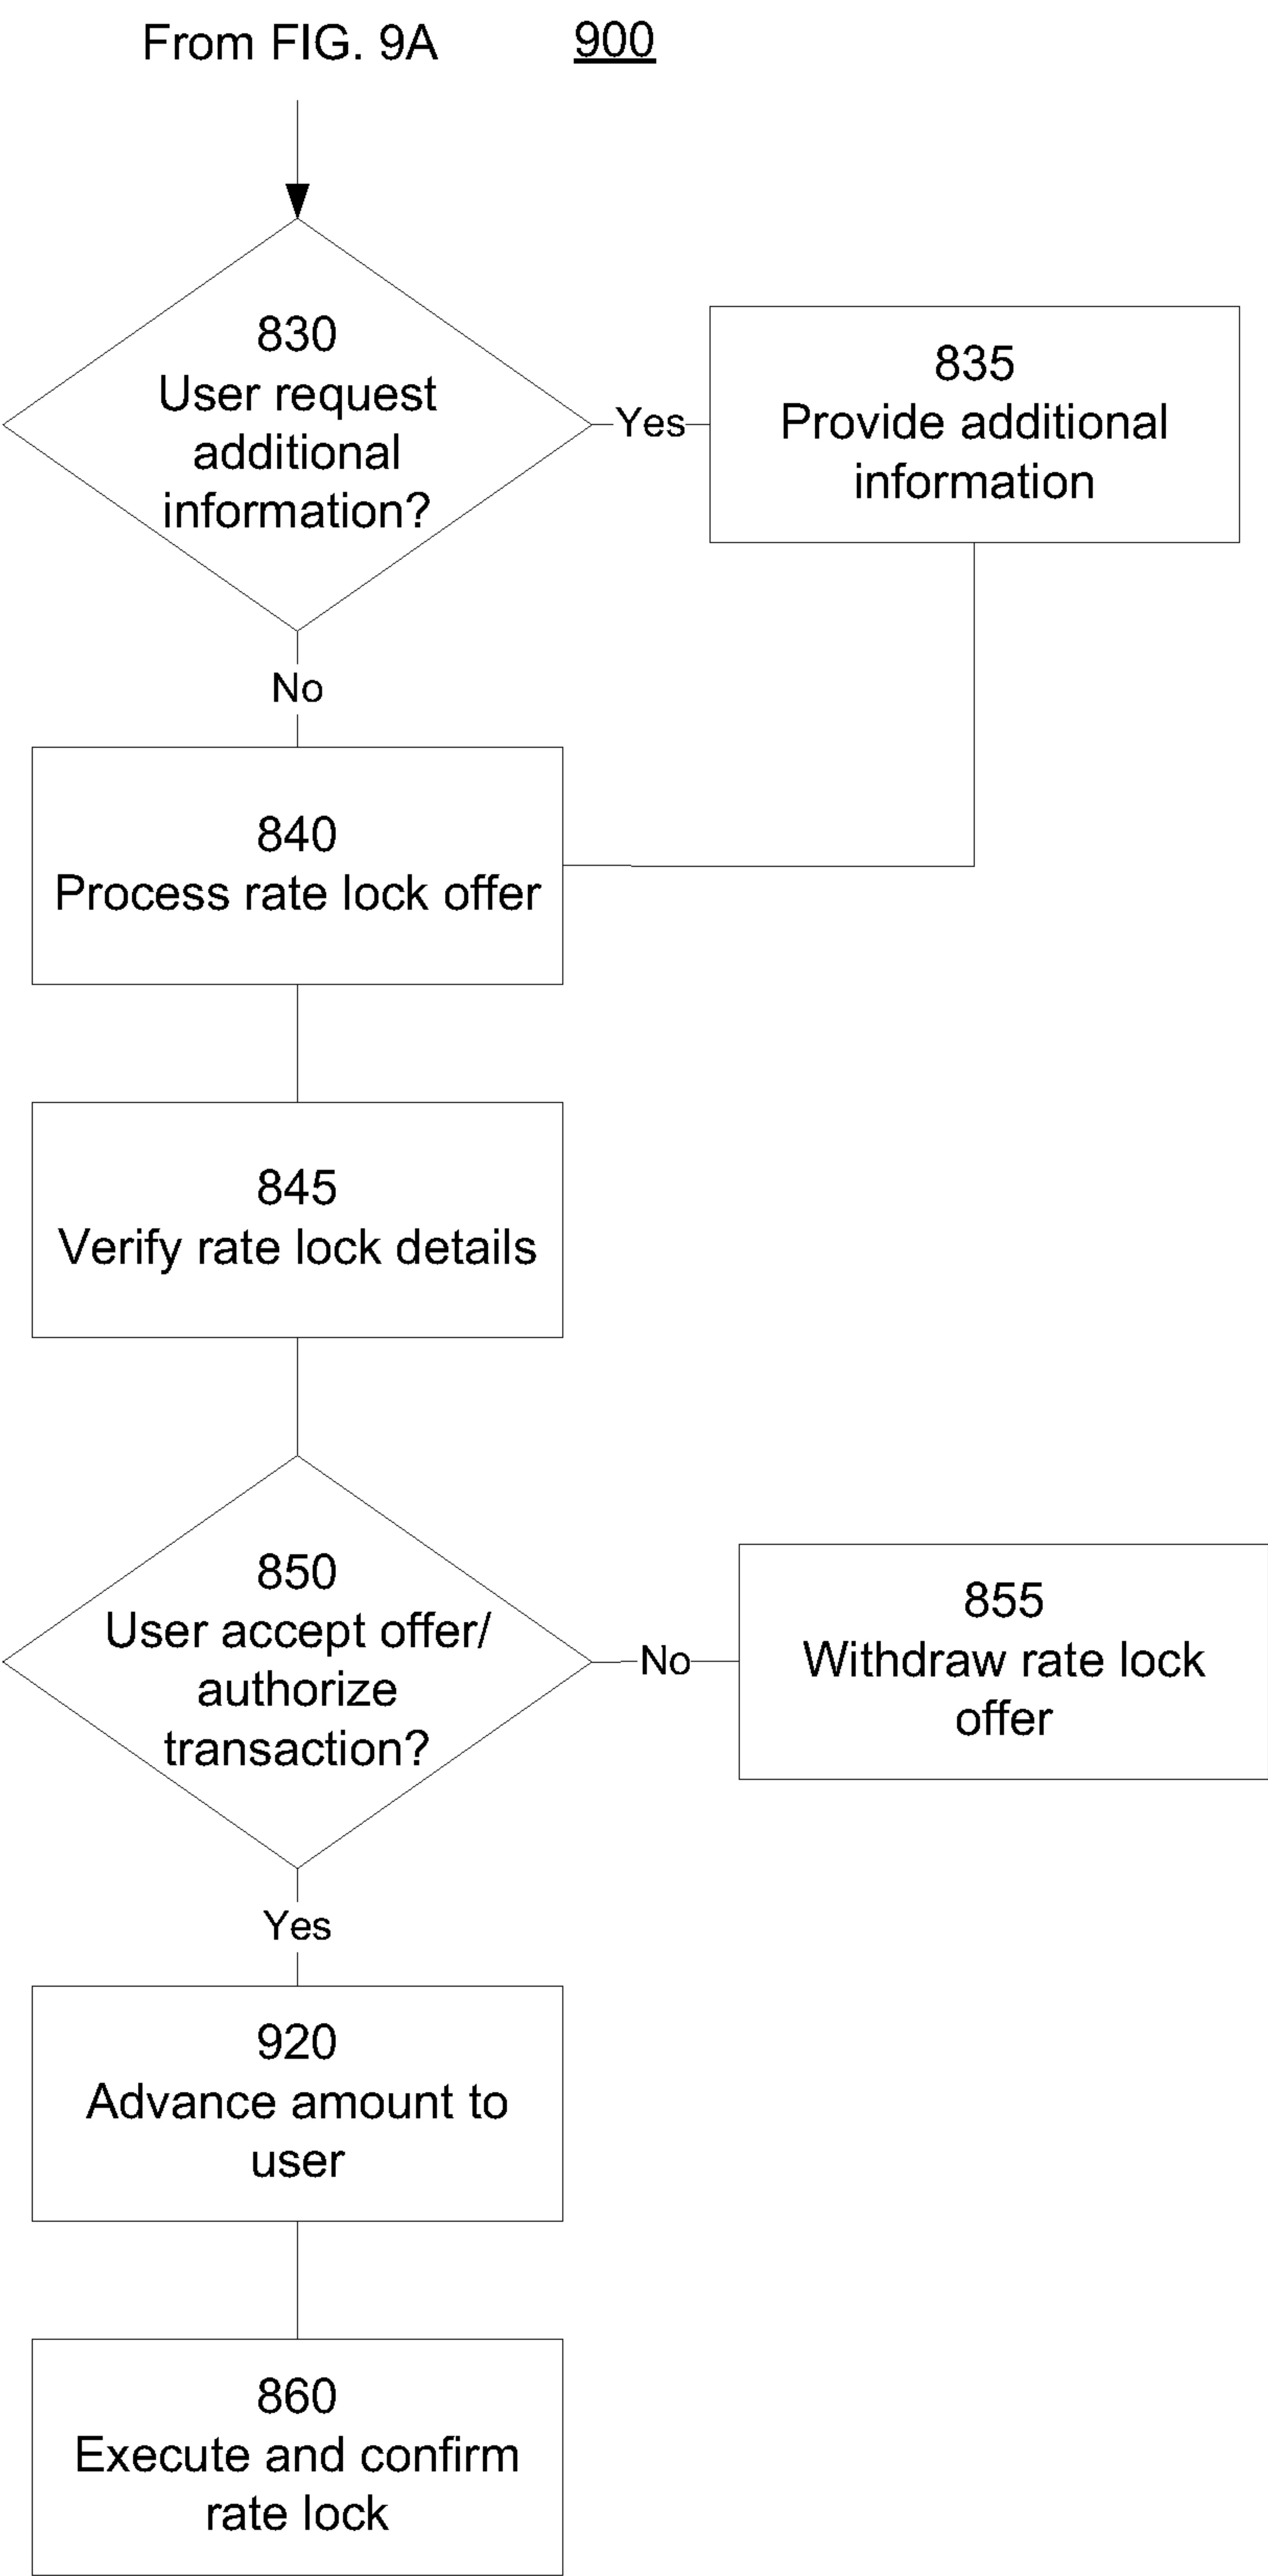 From FIG. 9A
900
830
User request
additional
information?
Yes
835
Provide additional
information
No
840
Process rate lock offer
845
Verify rate lock details
850
User accept offer/
authorize
transaction?
No
855
Withdraw rate lock
offer
Yes
920
Advance amount to
user
860
Execute and confirm
rate lock